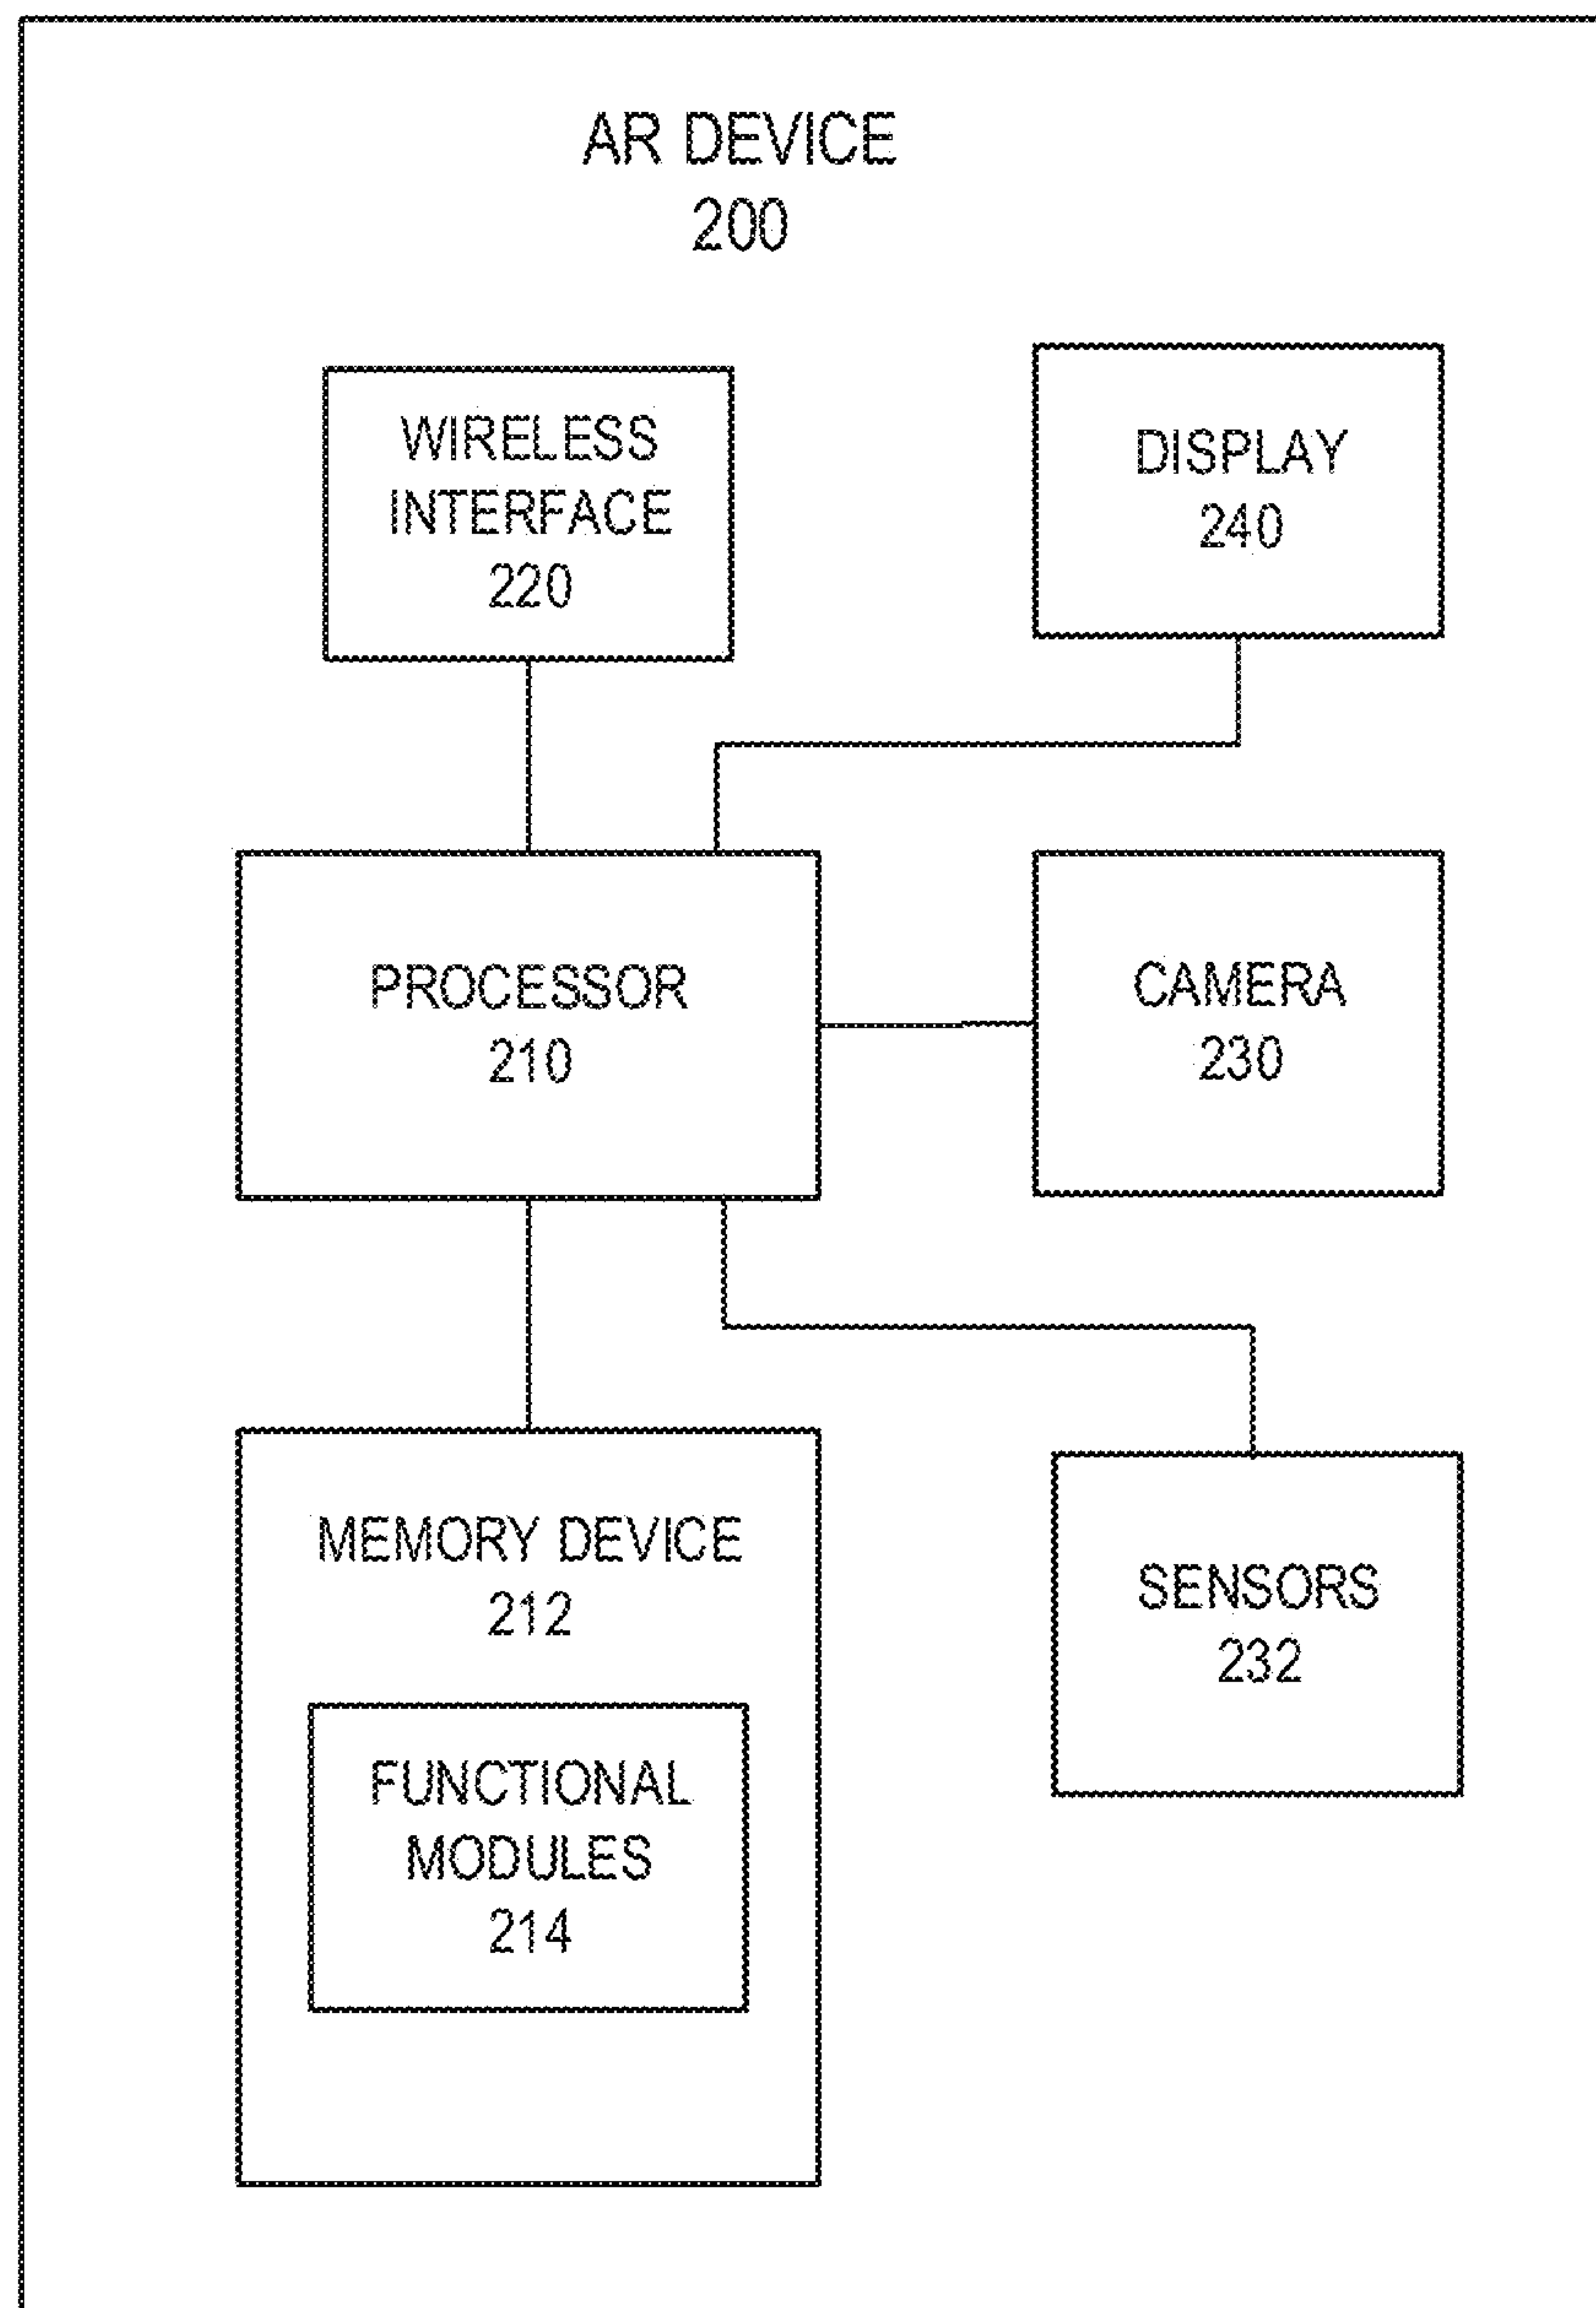 AR DEVICE
200
WIRELESS
INTERFACE
220
DISPLAY
240
PROCESSOR
210
CAMERA
230
MEMORY DEVICE
212
FUNCTIONAL
MODULES
214
SENSORS
232